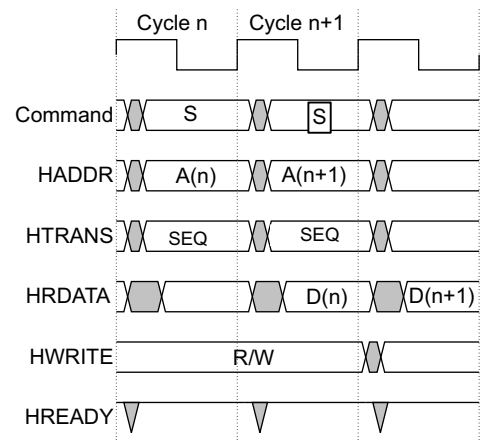 Cycle n Cycle n+1
Command S S
HADDR A(n) A(n+1)
HTRANS SEQ SEQ
HRDATA D(n) D(n+1)
HWRITE R/W
HREADY